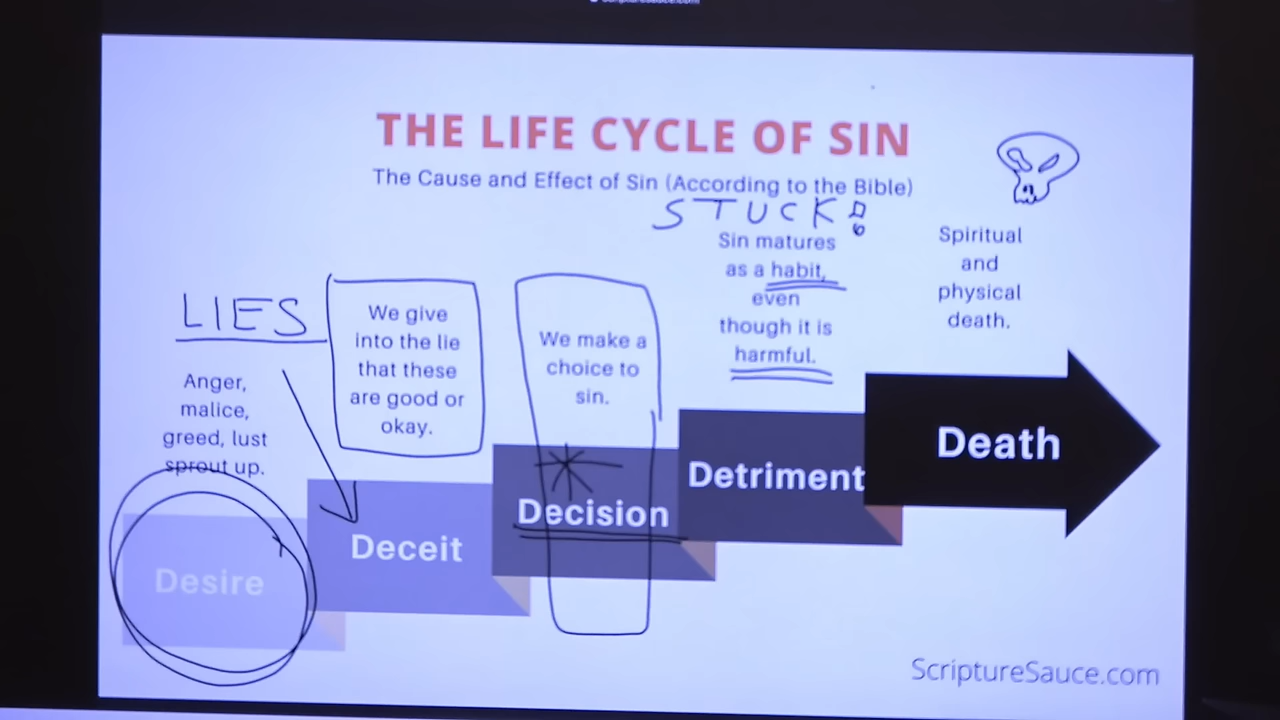 THE LIFE CYCLE OF SIN
The Cause and Effect of Sin (According to the Bible)
LIES
Anger,
malice,
greed, lust
sprout up.
Desire
We give
into the lie
that these
are good or
okay.
Deceit
We make a
choice to
sin.
Decision
STUCK!
Sin matures
as a habit,
even
though it is
harmful.
Detriment
Spiritual
and
physical
death.
Death
ScriptureSauce.com